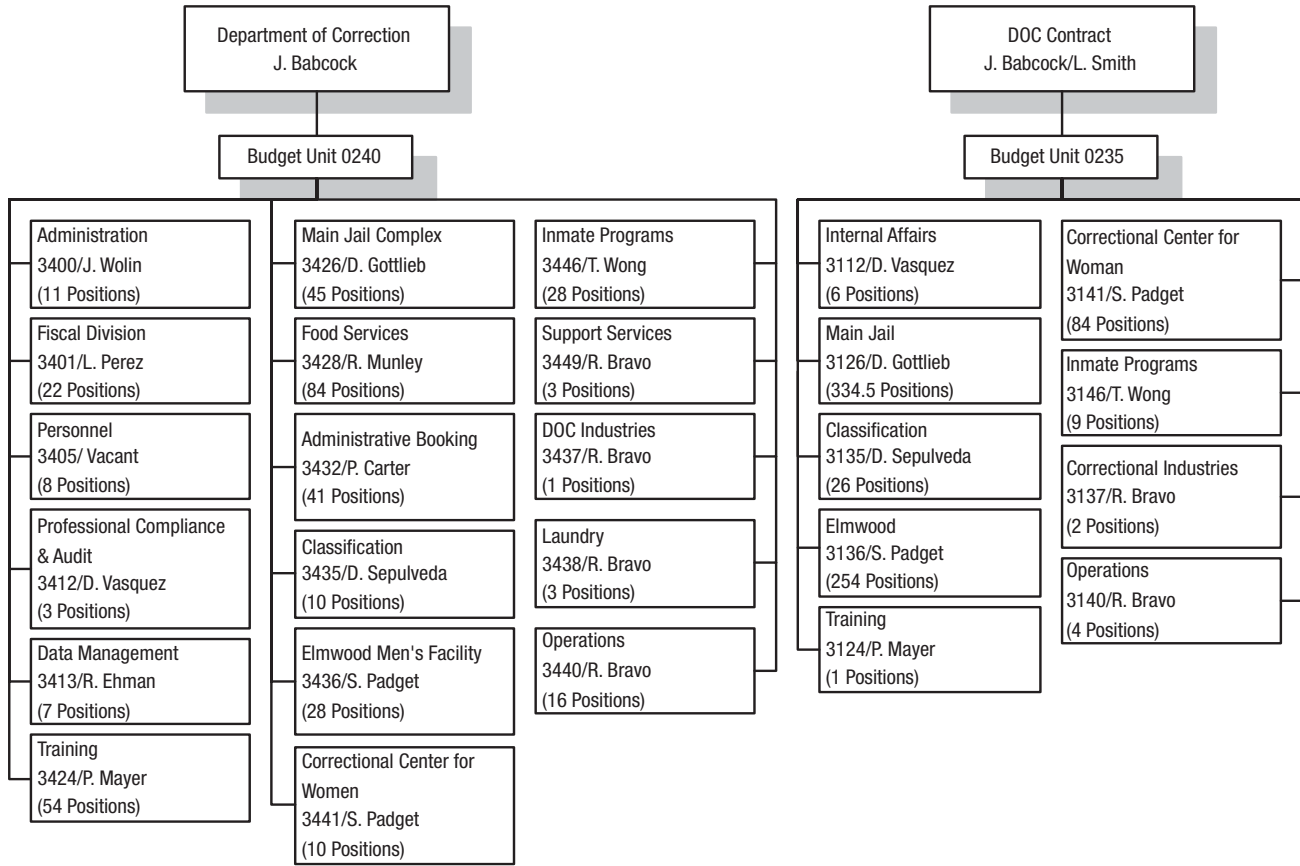 Department of Correction
J. Babcock
Budget Unit 0240
Administration
3400/J. Wolin
(11 Positions)
Fiscal Division
3401/L. Perez
(22 Positions)
Personnel
3405/ Vacant
(8 Positions)
Professional Compliance
& Audit
3412/D. Vasquez
(3 Positions)
Data Management
3413/R. Ehman
(7 Positions)
Training
3424/P. Mayer
(54 Positions)
Main Jail Complex
3426/D. Gottlieb
(45 Positions)
Food Services
3428/R. Munley
(84 Positions)
Administrative Booking
3432/P. Carter
(41 Positions)
Classification
3435/D. Sepulveda
(10 Positions)
Elmwood Men's Facility
3436/S. Padget
(28 Positions)
Correctional Center for
Women
3441/S. Padget
(10 Positions)
Inmate Programs
3446/T. Wong
(28 Positions)
Support Services
3449/R. Bravo
(3 Positions)
DOC Industries
3437/R. Bravo
(1 Positions)
Laundry
3438/R. Bravo
(3 Positions)
Operations
3440/R. Bravo
(16 Positions)
DOC Contract
J. Babcock/L. Smith
Budget Unit 0235
Internal Affairs
3112/D. Vasquez
(6 Positions)
Main Jail
3126/D. Gottlieb
(334.5 Positions)
Classification
3135/D. Sepulveda
(26 Positions)
Elmwood
3136/S. Padget
(254 Positions)
Training
3124/P. Mayer
(1 Positions)
Correctional Center for
Woman
3141/S. Padget
(84 Positions)
Inmate Programs
3146/T. Wong
(9 Positions)
Correctional Industries
3137/R. Bravo
(2 Positions)
Operations
3140/R. Bravo
(4 Positions)